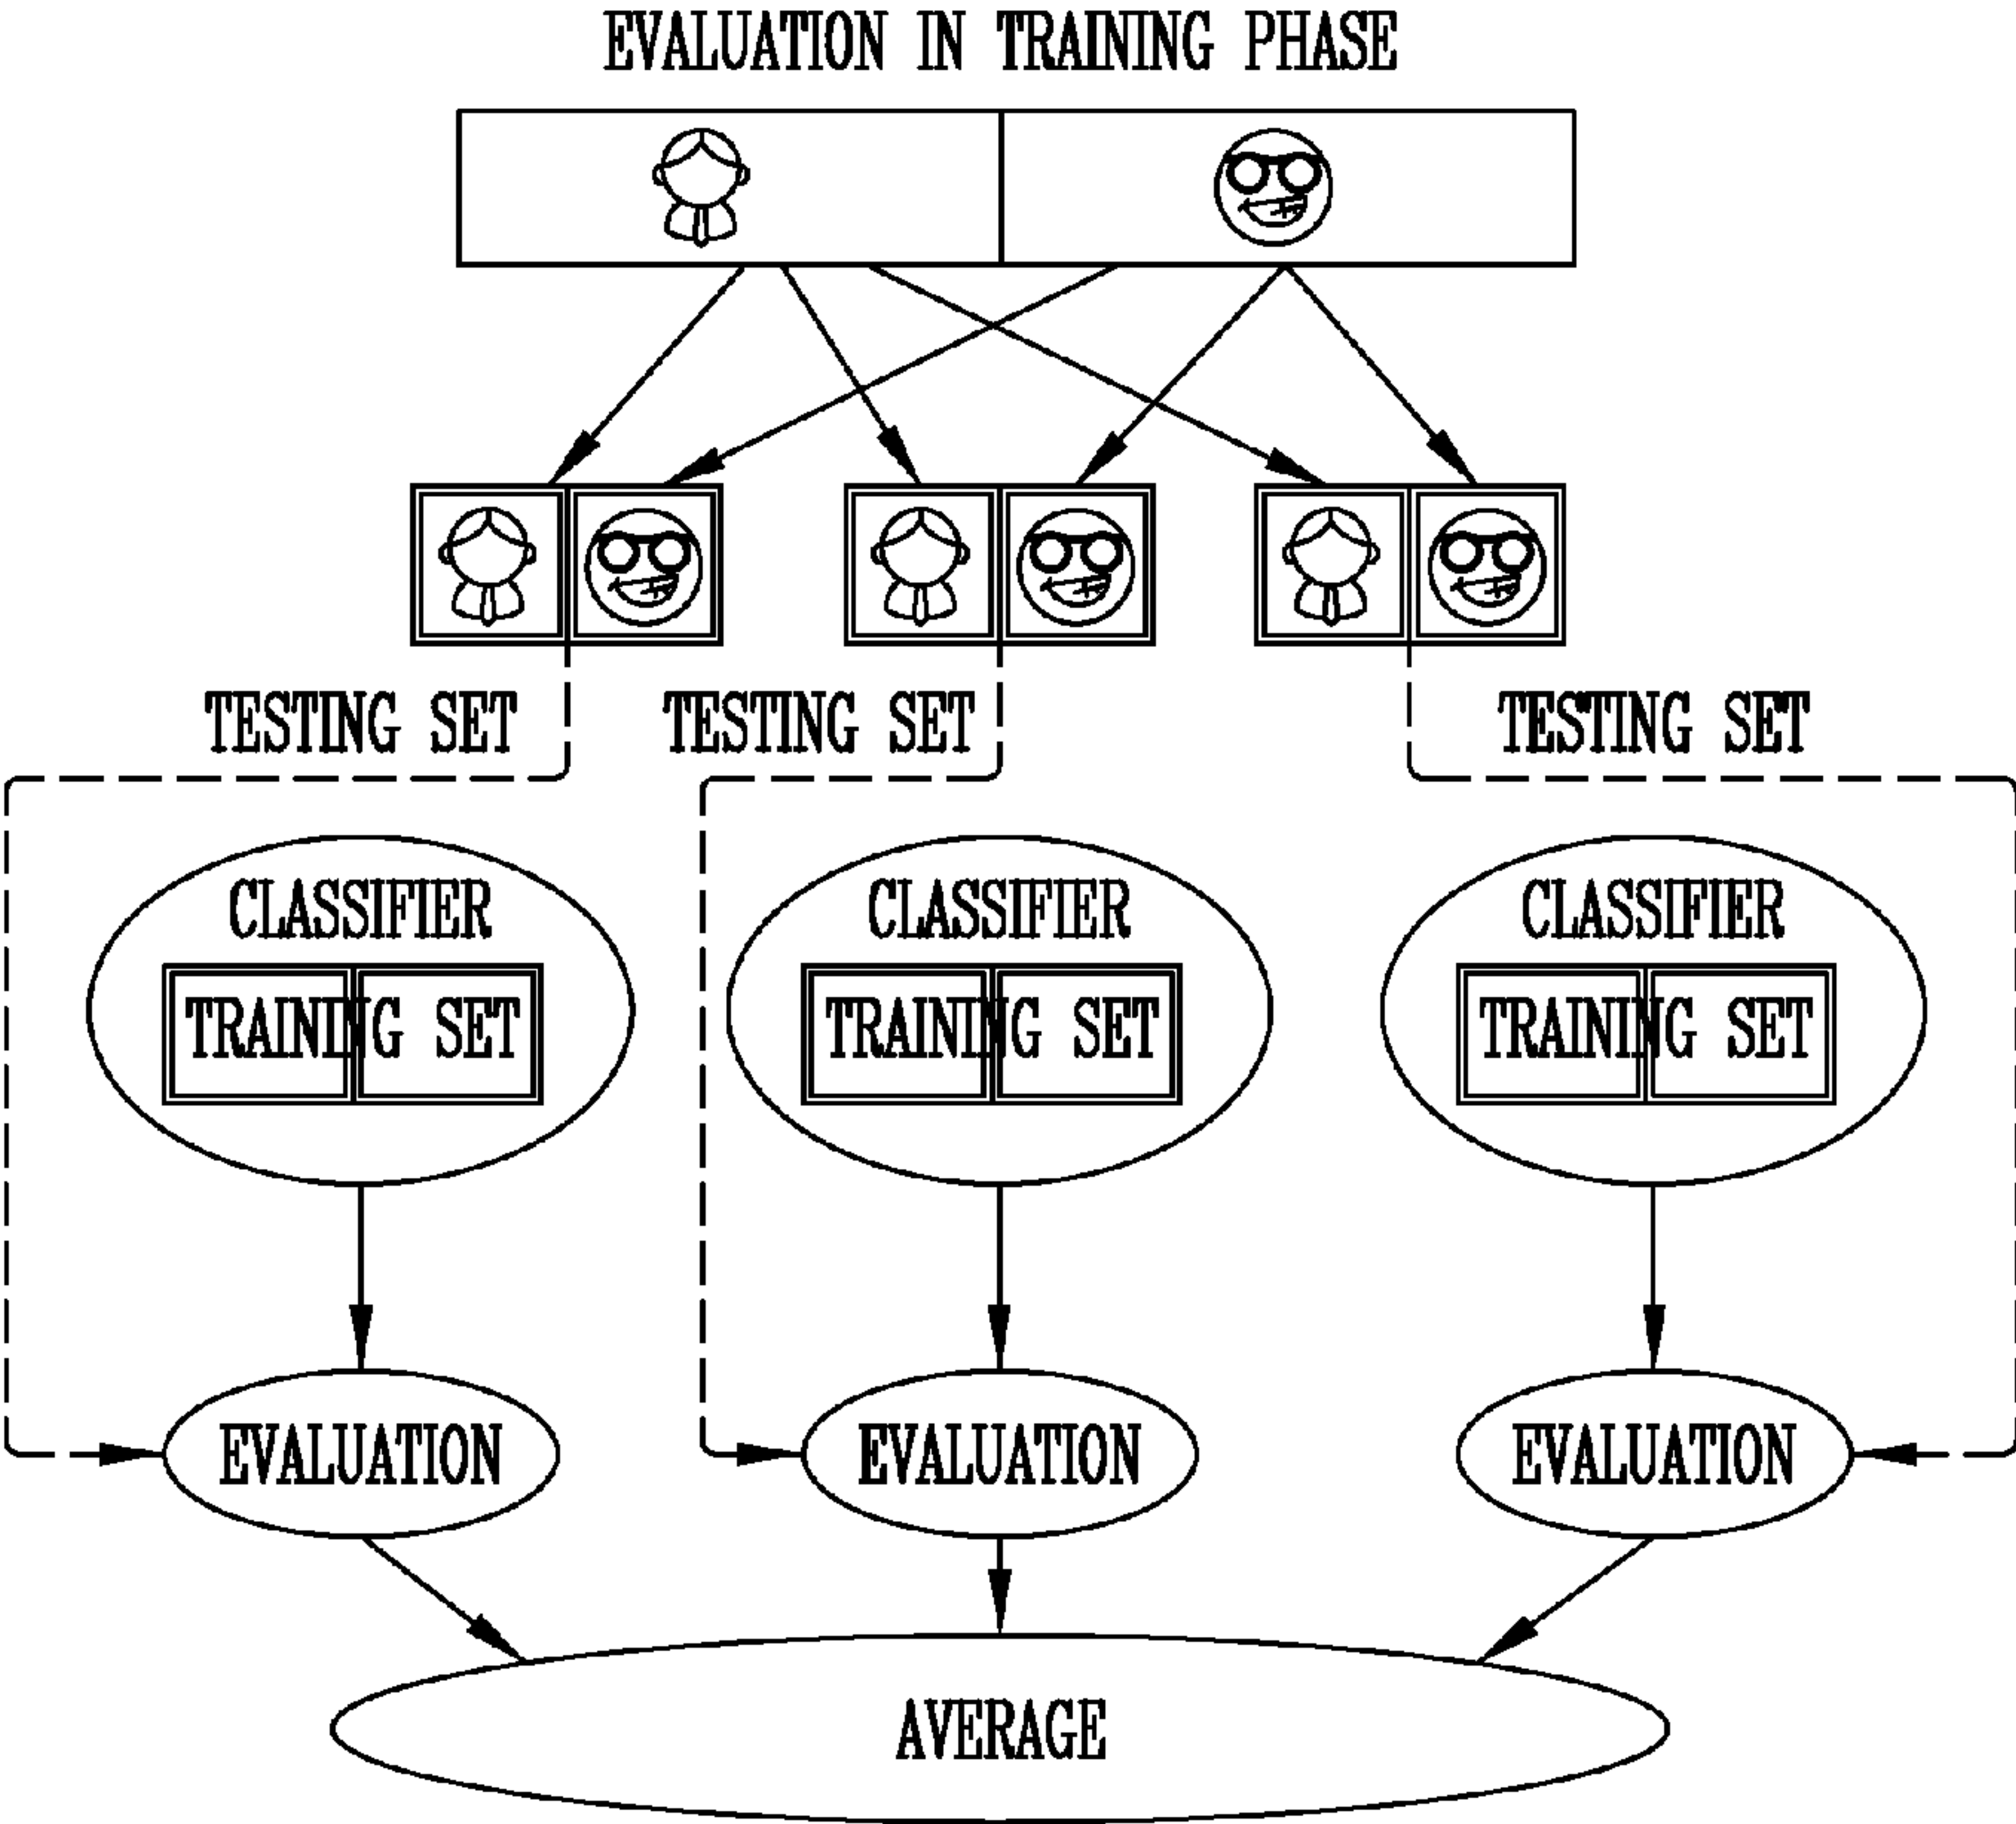 EVALUATION IN TRAINING PHASE
TESTING SET
TESTING SET
TESTING SET
CLASSIFIER
TRAINING SET
CLASSIFIER
TRAINING SET
CLASSIFIER
TRAINING SET
EVALUATION
EVALUATION
EVALUATION
AVERAGE